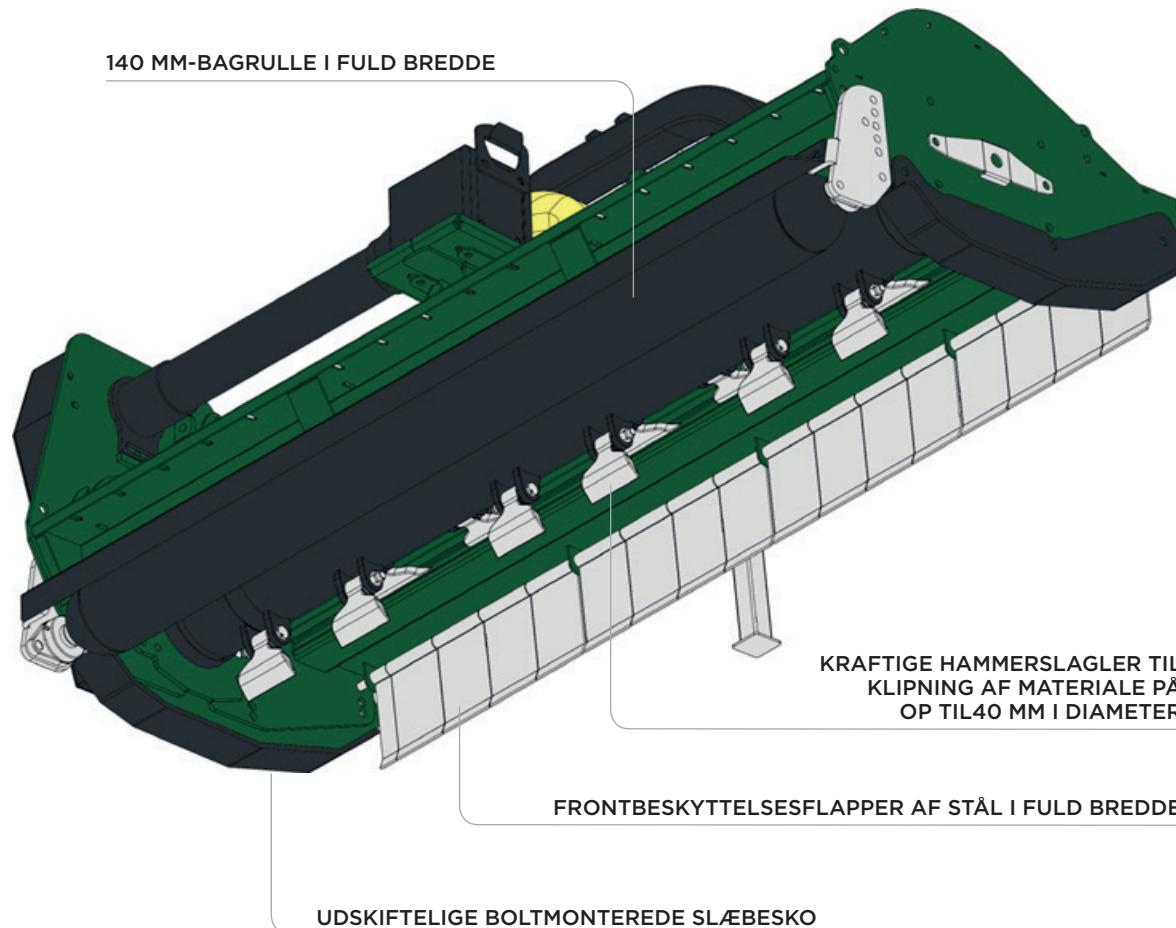 140 MM-BAGRULLE I FULD BREDDE
KRAFTIGE HAMMERSLAGLER TIL
KLIPNING AF MATERIALE PÅ
OP TIL40 MM I DIAMETER
FRONTBESKYTTELSESFLAPPER AF STÅL I FULD BREDDE
UDSKIFTELIGE BOLTMONTEREDE SLÆBESKO